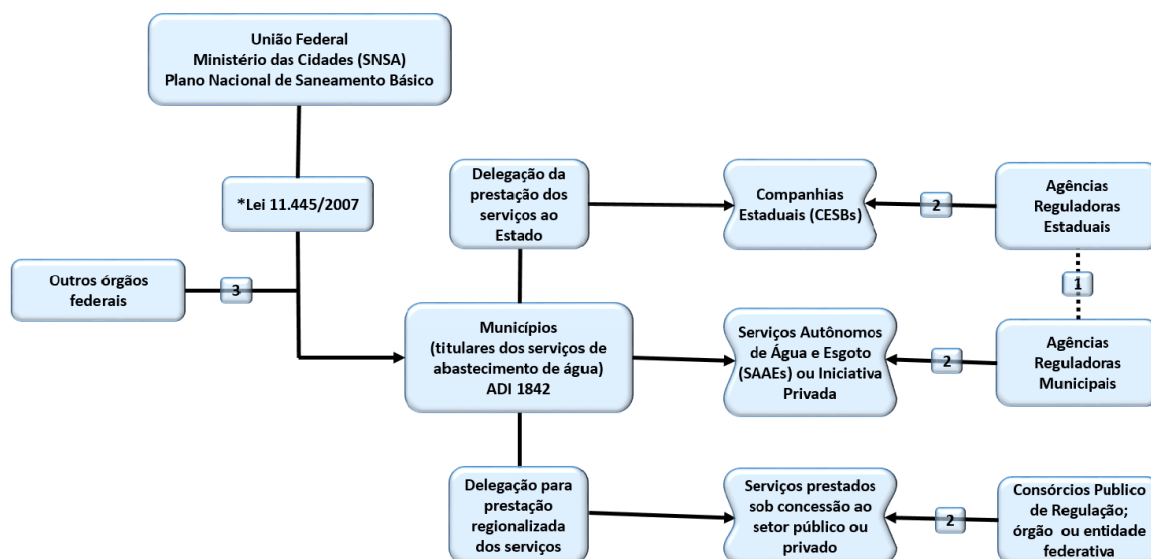 União Federal
Ministério das Cidades (SNSA)
Plano Nacional de Saneamento Básico
*Lei 11.445/2007
Outros órgãos
federais
3
Delegação da
prestação dos
serviços ao
Estado
Companhias
Estaduais (CESBs)
2
Agências
Reguladoras
Estaduais
1
Municípios
(titulares dos serviços de
abastecimento de água)
ADI 1842
Serviços Autônomos
de Água e Esgoto
(SAAEs) ou Iniciativa
Privada
2
Agências
Reguladoras
Municipais
Delegação para
prestação
regionalizada
dos serviços
Serviços prestados
sob concessão ao
setor público ou
privado
2
Consórcios Publico
de Regulação;
órgão ou entidade
federativa